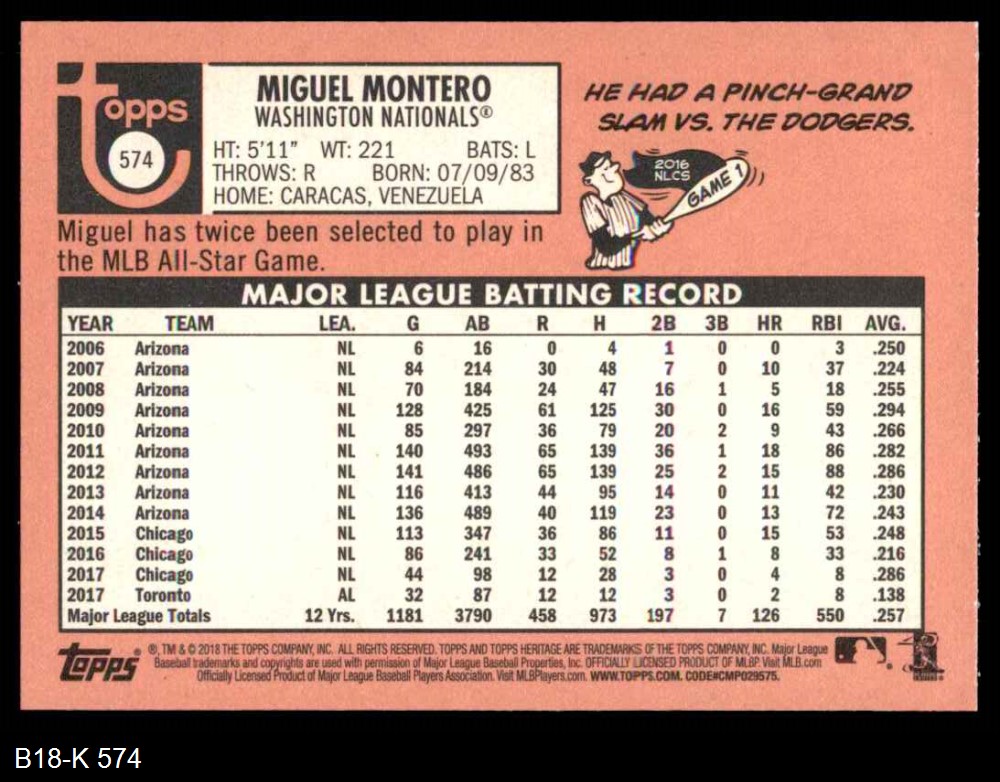 topps
574
MIGUEL MONTERO
WASHINGTON NATIONALS®
HT: 5'11" WT: 221 BATS: L
THROWS: R BORN: 07/09/83
HOME: CARACAS, VENEZUELA
HE HAD A PINCH-GRAND
SLAM VS. THE DODGERS.
2016
NLCS
GAME 1
Miguel has twice been selected to play in
the MLB All-Star Game.
MAJOR LEAGUE BATTING RECORD
YEAR TEAM LEA. G AB R H 2B 3B HR RBI AVG.
2006 Arizona NL 6 16 0 4 1 0 0 3 .250
2007 Arizona NL 84 214 30 48 7 0 10 37 .224
2008 Arizona NL 70 184 24 47 16 1 5 18 .255
2009 Arizona NL 128 425 61 125 30 0 16 59 .294
2010 Arizona NL 85 297 36 79 20 2 9 43 .266
2011 Arizona NL 140 493 65 139 36 1 18 86 .282
2012 Arizona NL 141 486 65 139 25 2 15 88 .286
2013 Arizona NL 116 413 44 95 14 0 11 42 .230
2014 Arizona NL 136 489 40 119 23 0 13 72 .243
2015 Chicago NL 113 347 36 86 11 0 15 53 .248
2016 Chicago NL 86 241 33 52 8 1 8 33 .216
2017 Chicago NL 44 98 12 28 3 0 4 8 .286
2017 Toronto AL 32 87 12 12 3 0 2 8 .138
Major League Totals 12 Yrs. 1181 3790 458 973 197 7 126 550 .257
topps
®, TM & © 2018 THE TOPPS COMPANY, INC. ALL RIGHTS RESERVED. TOPPS AND TOPPS HERITAGE ARE TRADEMARKS OF THE TOPPS COMPANY, INC. Major League
Baseball trademarks and copyrights are used with permission of Major League Baseball Properties, Inc. OFFICIALLY LICENSED PRODUCT OF MLBP. Visit MLB.com
Officially Licensed Product of Major League Baseball Players Association. Visit MLBPlayers.com. WWW.TOPPS.COM. CODE#CMP029575.
B18-K 574